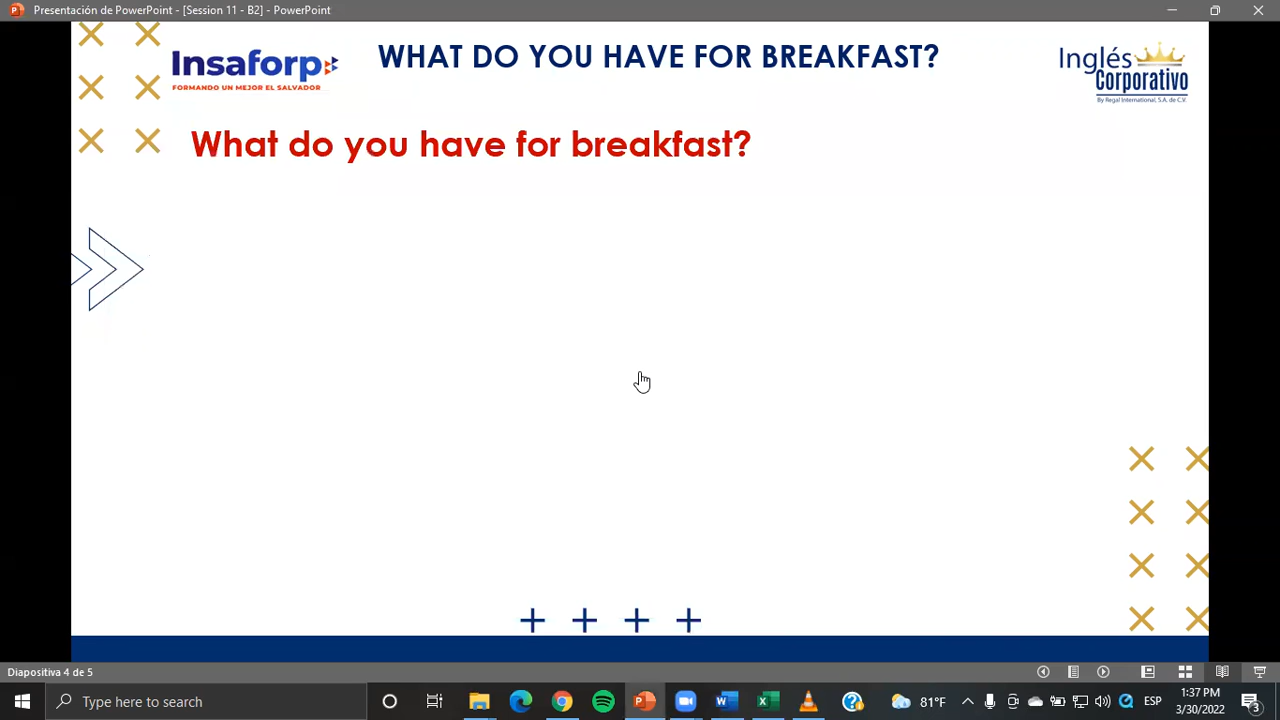 Presentación de PowerPoint - [Session 11 - B2] - PowerPoint
Insaforp
FORMANDO UN MEJOR EL SALVADOR
WHAT DO YOU HAVE FOR BREAKFAST?
Inglés
Corporativo
By Regal International, S.A. de C.V.
What do you have for breakfast?
Diapositiva 4 de 5
Type here to search
81°F
ESP
1:37 PM
3/30/2022
3